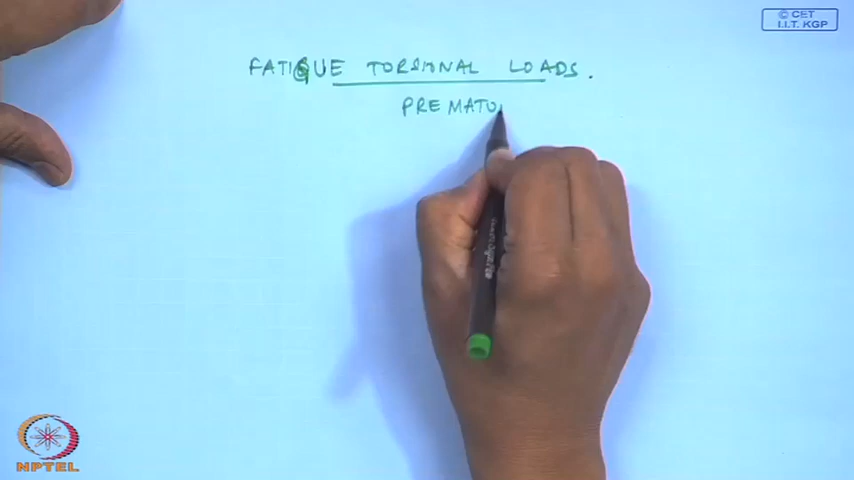 © CET
I.I.T. KGP
FATIGUE TORSIONAL LOADS.
PREMATU
NPTEL